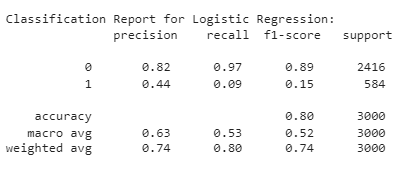 Classification Report for Logistic Regression:
precision recall f1-score support
0 0.82 0.97 0.89 2416
1 0.44 0.09 0.15 584
accuracy 0.80 3000
macro avg 0.63 0.53 0.52 3000
weighted avg 0.74 0.80 0.74 3000